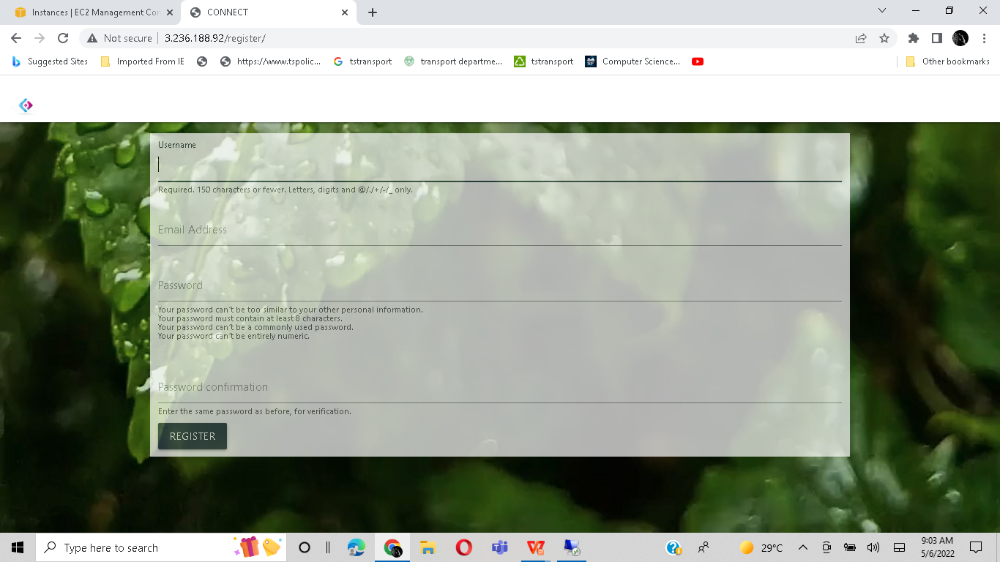 Instances | EC2 Management Con
CONNECT
Not secure
3.236.188.92/register/
Suggested Sites
Imported From IE
https://www.tspolic...
tstransport
transport departme...
tstransport
Computer Science...
Other bookmarks
Username
Required. 150 characters or fewer. Letters, digits and @/./+/-/_ only.
Email Address
Password
Your password can't be too similar to your other personal information.
Your password must contain at least 8 characters.
Your password can't be a commonly used password.
Your password can't be entirely numeric.
Password confirmation
Enter the same password as before, for verification.
REGISTER
Type here to search
29°C
9:03 AM
5/6/2022